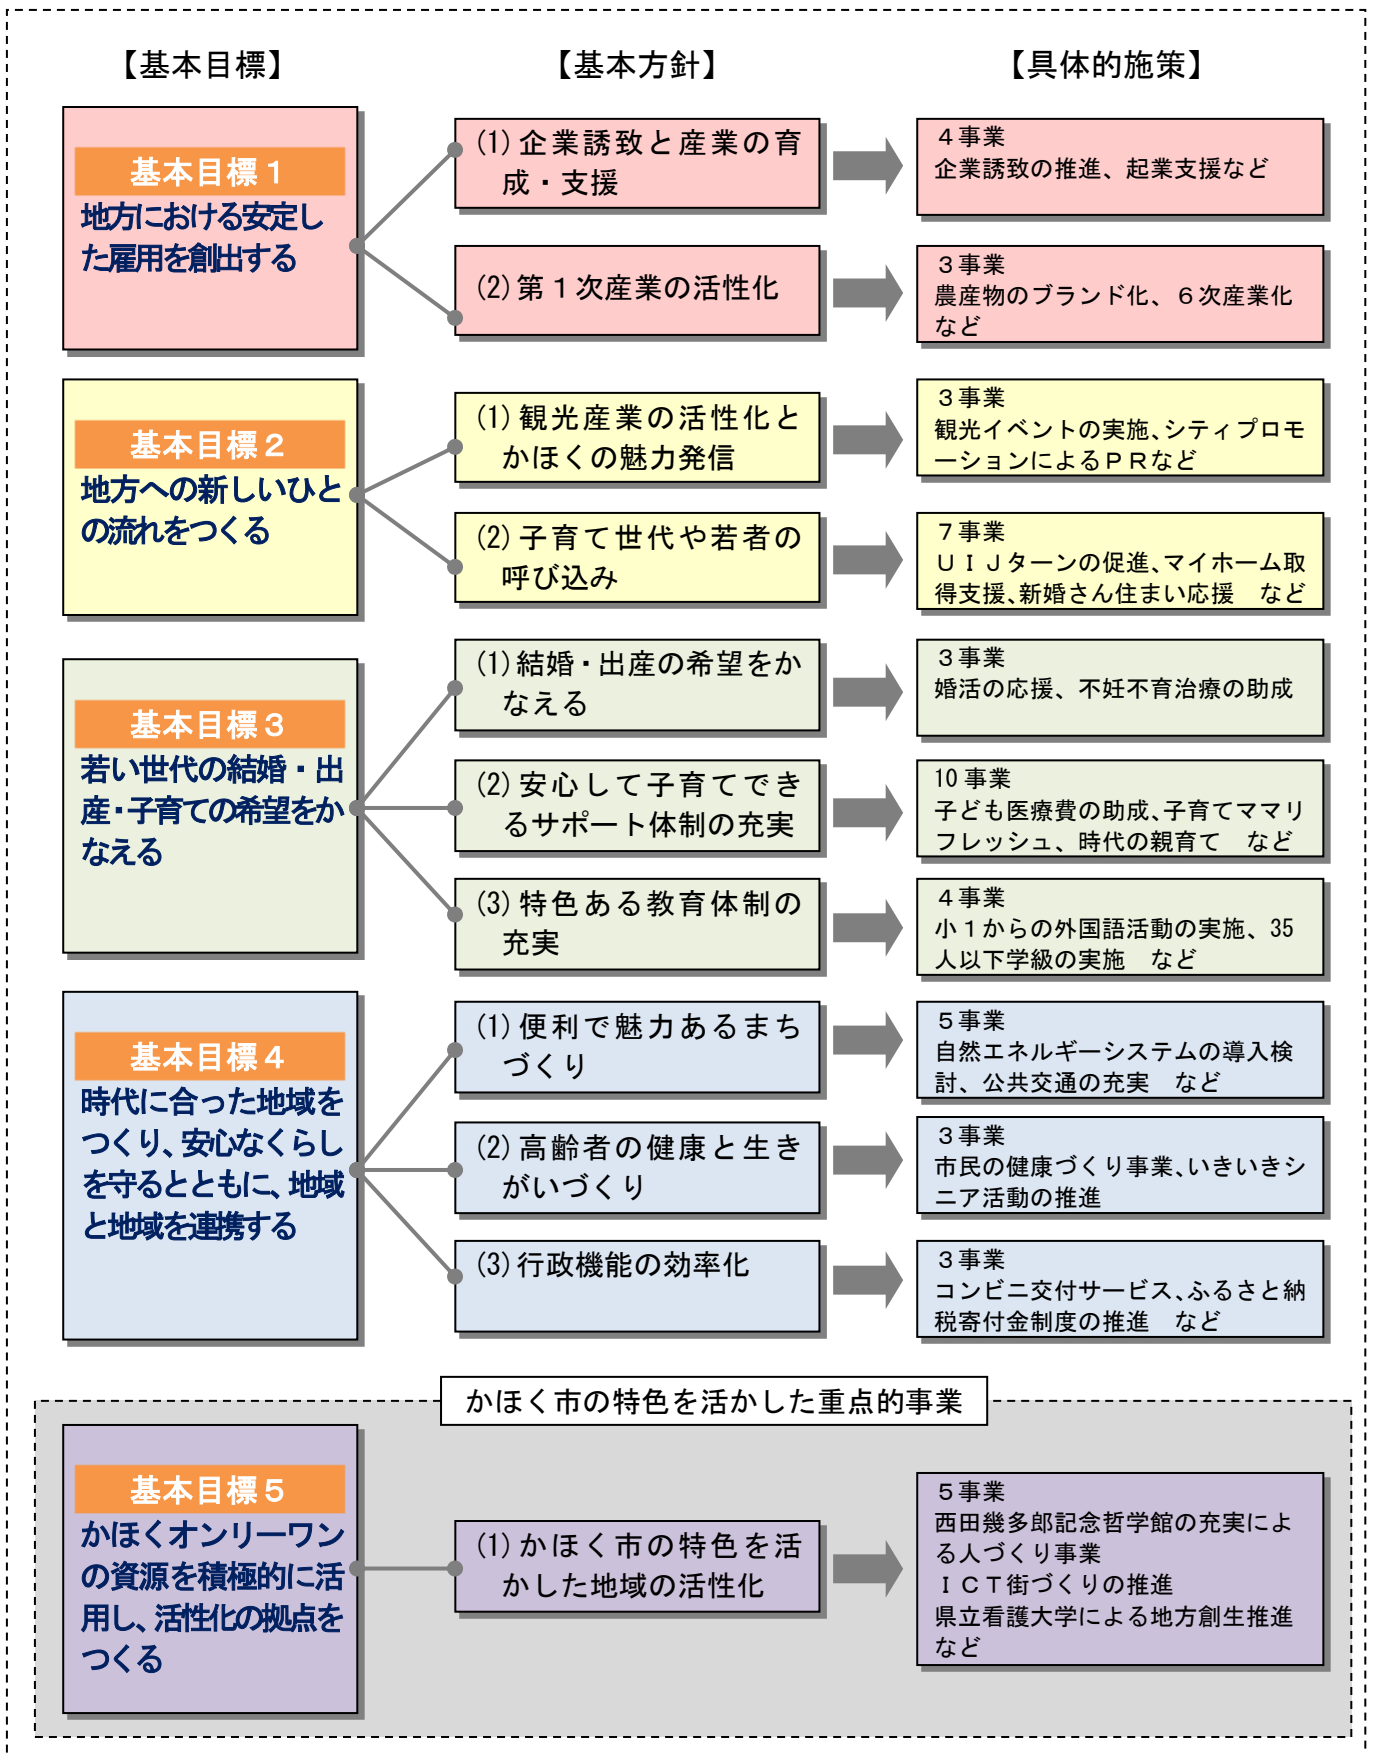 【基本目標】
【基本方針】
【具体的施策】
基本目標１
地方における安定し
た雇用を創出する
(1)企業誘致と産業の育
成・支援
４事業
企業誘致の推進、起業支援など
(2)第１次産業の活性化
３事業
農産物のブランド化、６次産業化
など
基本目標２
地方への新しいひと
の流れをつくる
(1)観光産業の活性化と
かほくの魅力発信
３事業
観光イベントの実施、シティプロモ
ーションによるＰＲなど
(2)子育て世代や若者の
呼び込み
７事業
ＵＩＪターンの促進、マイホーム取
得支援、新婚さん住まい応援　など
基本目標３
若い世代の結婚・出
産・子育ての希望をか
なえる
(1)結婚・出産の希望をか
なえる
３事業
婚活の応援、不妊不育治療の助成
(2)安心して子育てでき
るサポート体制の充実
10事業
子ども医療費の助成、子育てママリ
フレッシュ、時代の親育て　など
(3)特色ある教育体制の
充実
４事業
小１からの外国語活動の実施、35
人以下学級の実施　など
基本目標４
時代に合った地域を
つくり、安心なくらし
を守るとともに、地域
と地域を連携する
(1)便利で魅力あるまち
づくり
５事業
自然エネルギーシステムの導入検
討、公共交通の充実　など
(2)高齢者の健康と生き
がいづくり
３事業
市民の健康づくり事業、いきいきシ
ニア活動の推進
(3)行政機能の効率化
３事業
コンビニ交付サービス、ふるさと納
税寄付金制度の推進　など
かほく市の特色を活かした重点的事業
基本目標５
かほくオンリーワン
の資源を積極的に活
用し、活性化の拠点を
つくる
(1)かほく市の特色を活
かした地域の活性化
５事業
西田幾多郎記念哲学館の充実によ
る人づくり事業
ＩＣＴ街づくりの推進
県立看護大学による地方創生推進
など